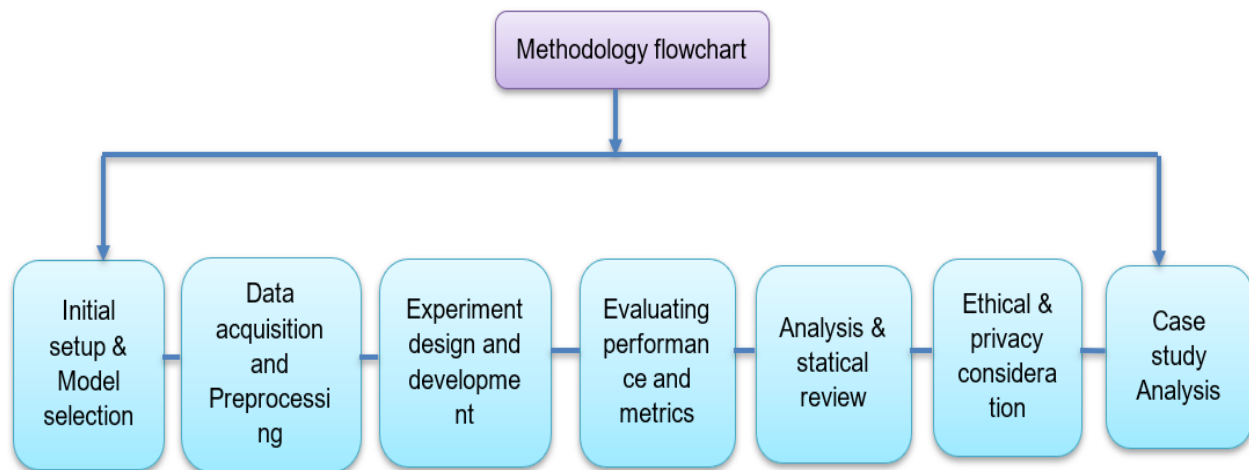 Methodology flowchart
Initial
setup &
Model
selection
Data
acquisition
and
Preprocessi
ng
Experiment
design and
developme
nt
Evaluating
performan
ce and
metrics
Analysis &
statical
review
Ethical &
privacy
considera
tion
Case
study
Analysis